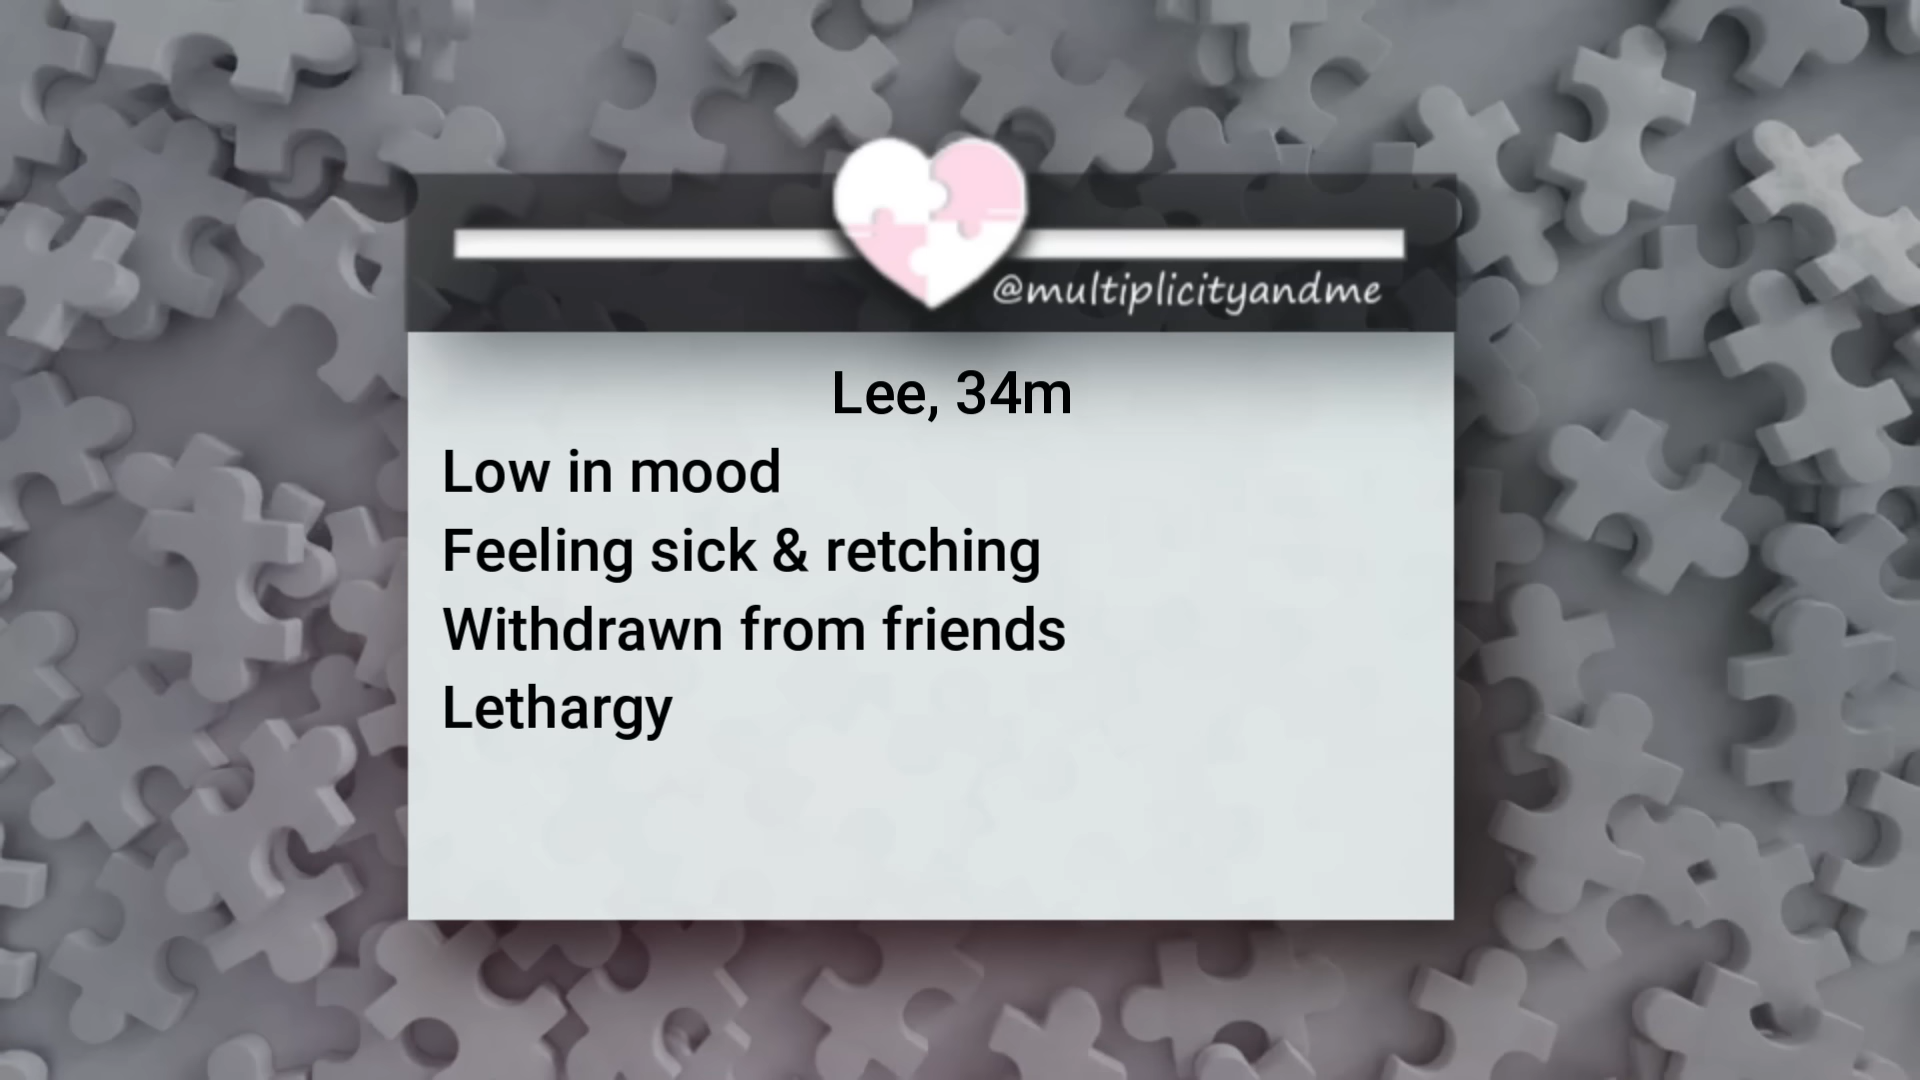 @multiplicityandme
Lee, 34m
Low in mood
Feeling sick & retching
Withdrawn from friends
Lethargy